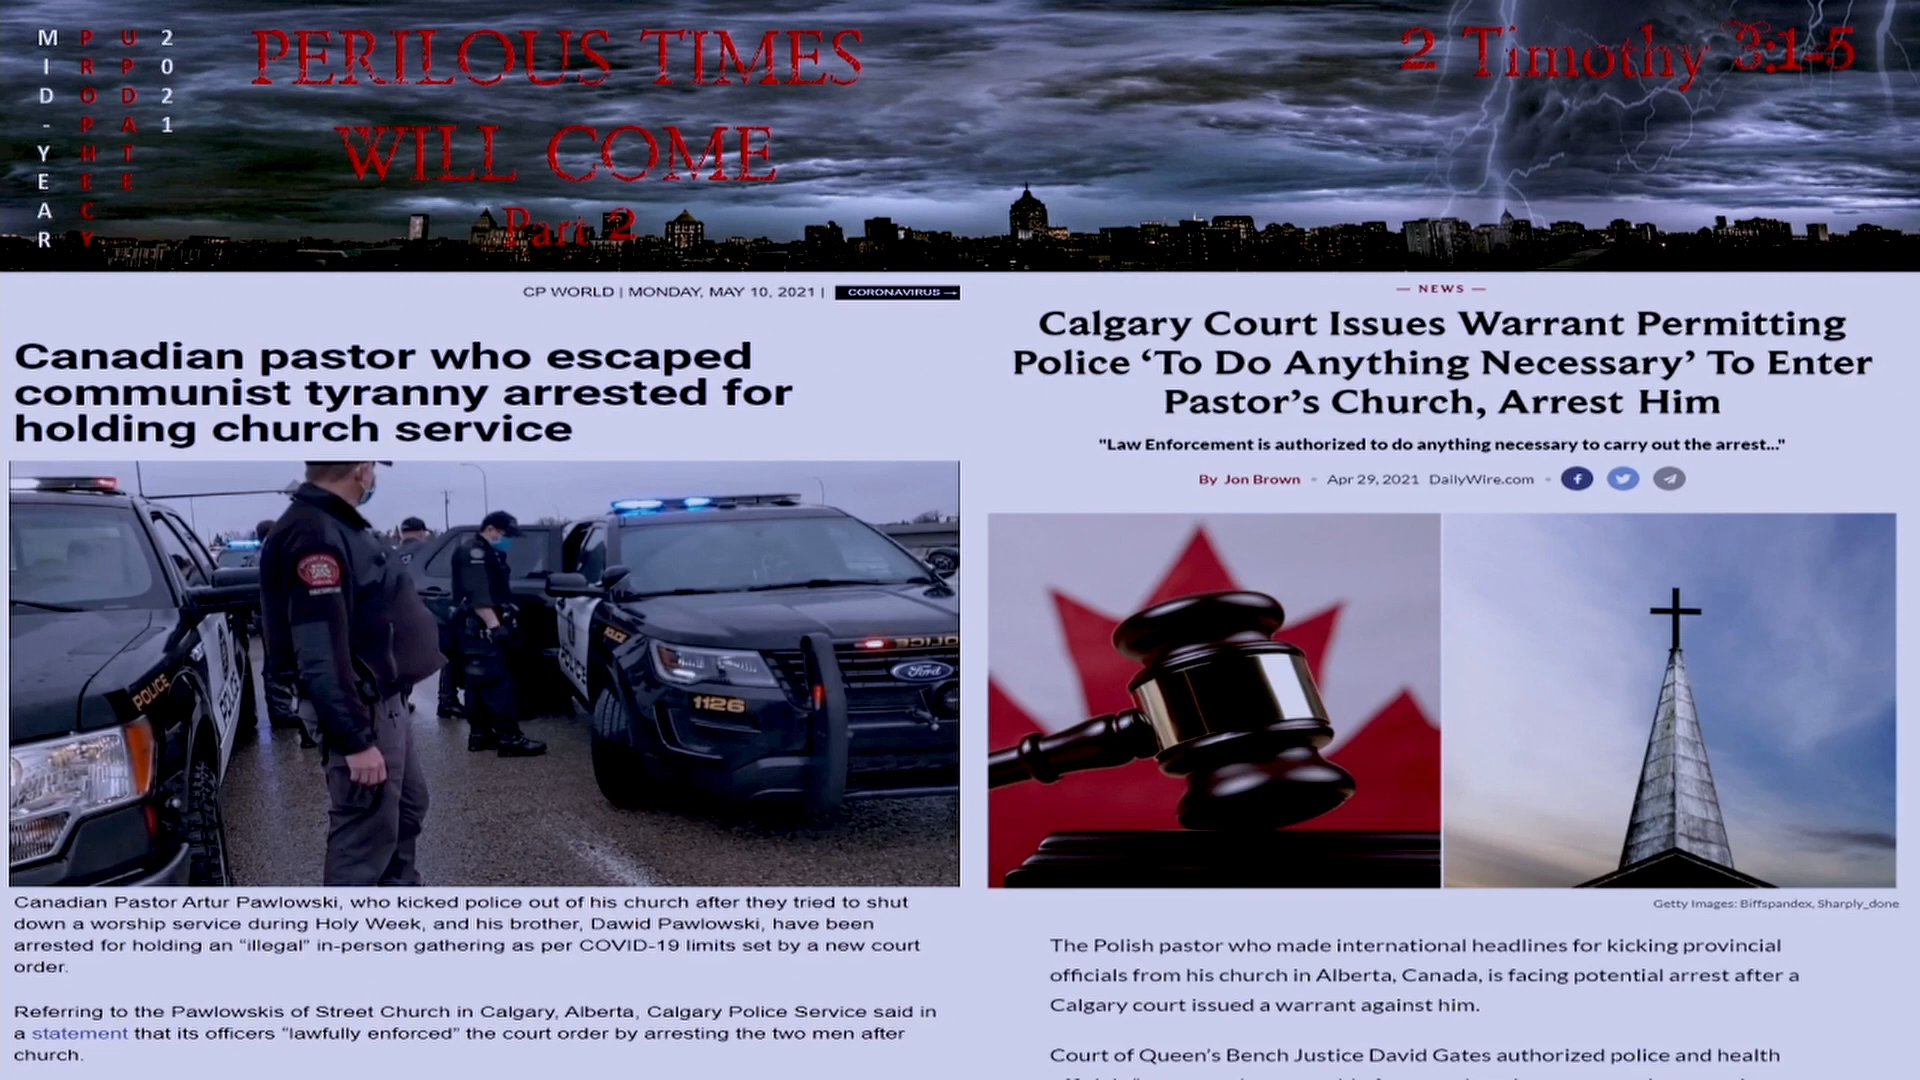 MID-YEAR
PROPHECY
UPDATE
2021
PERILOUS TIMES
WILL COME
Part 2
2 Timothy 3:1-5
CP WORLD | MONDAY, MAY 10, 2021 | CORONAVIRUS →
Canadian pastor who escaped
communist tyranny arrested for
holding church service
POLICE
POLICE
POLICE
POLICE
POLICE
Ford
1126
Canadian Pastor Artur Pawlowski, who kicked police out of his church after they tried to shut
down a worship service during Holy Week, and his brother, Dawid Pawlowski, have been
arrested for holding an “illegal” in-person gathering as per COVID-19 limits set by a new court
order.
Referring to the Pawlowskis of Street Church in Calgary, Alberta, Calgary Police Service said in
a statement that its officers “lawfully enforced” the court order by arresting the two men after
church.
— NEWS —
Calgary Court Issues Warrant Permitting
Police ‘To Do Anything Necessary’ To Enter
Pastor’s Church, Arrest Him
"Law Enforcement is authorized to do anything necessary to carry out the arrest..."
By Jon Brown • Apr 29, 2021 DailyWire.com •
Getty Images: Biffspandex, Sharply_done
The Polish pastor who made international headlines for kicking provincial
officials from his church in Alberta, Canada, is facing potential arrest after a
Calgary court issued a warrant against him.
Court of Queen’s Bench Justice David Gates authorized police and health